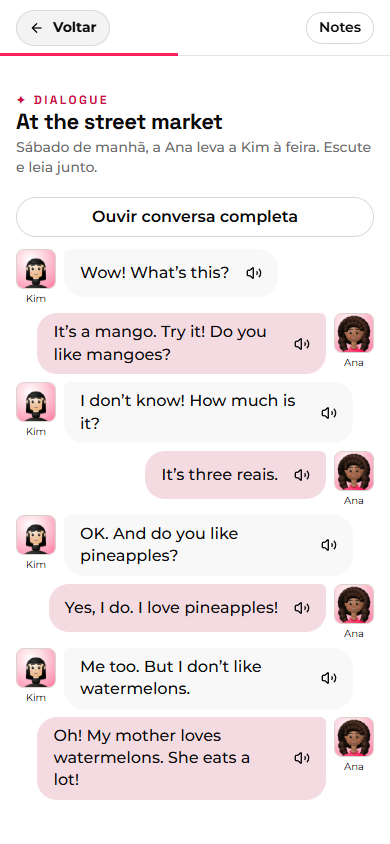 Voltar
Notes
DIALOGUE
At the street market
Sábado de manhã, a Ana leva a Kim à feira. Escute
e leia junto.
Ouvir conversa completa
Wow! What's this?
Kim
It's a mango. Try it! Do you
like mangoes?
Ana
I don't know! How much is
it?
Kim
It's three reais.
Ana
OK. And do you like
pineapples?
Kim
Yes, I do. I love pineapples!
Ana
Me too. But I don't like
watermelons.
Kim
Oh! My mother loves
watermelons. She eats a
lot!
Ana